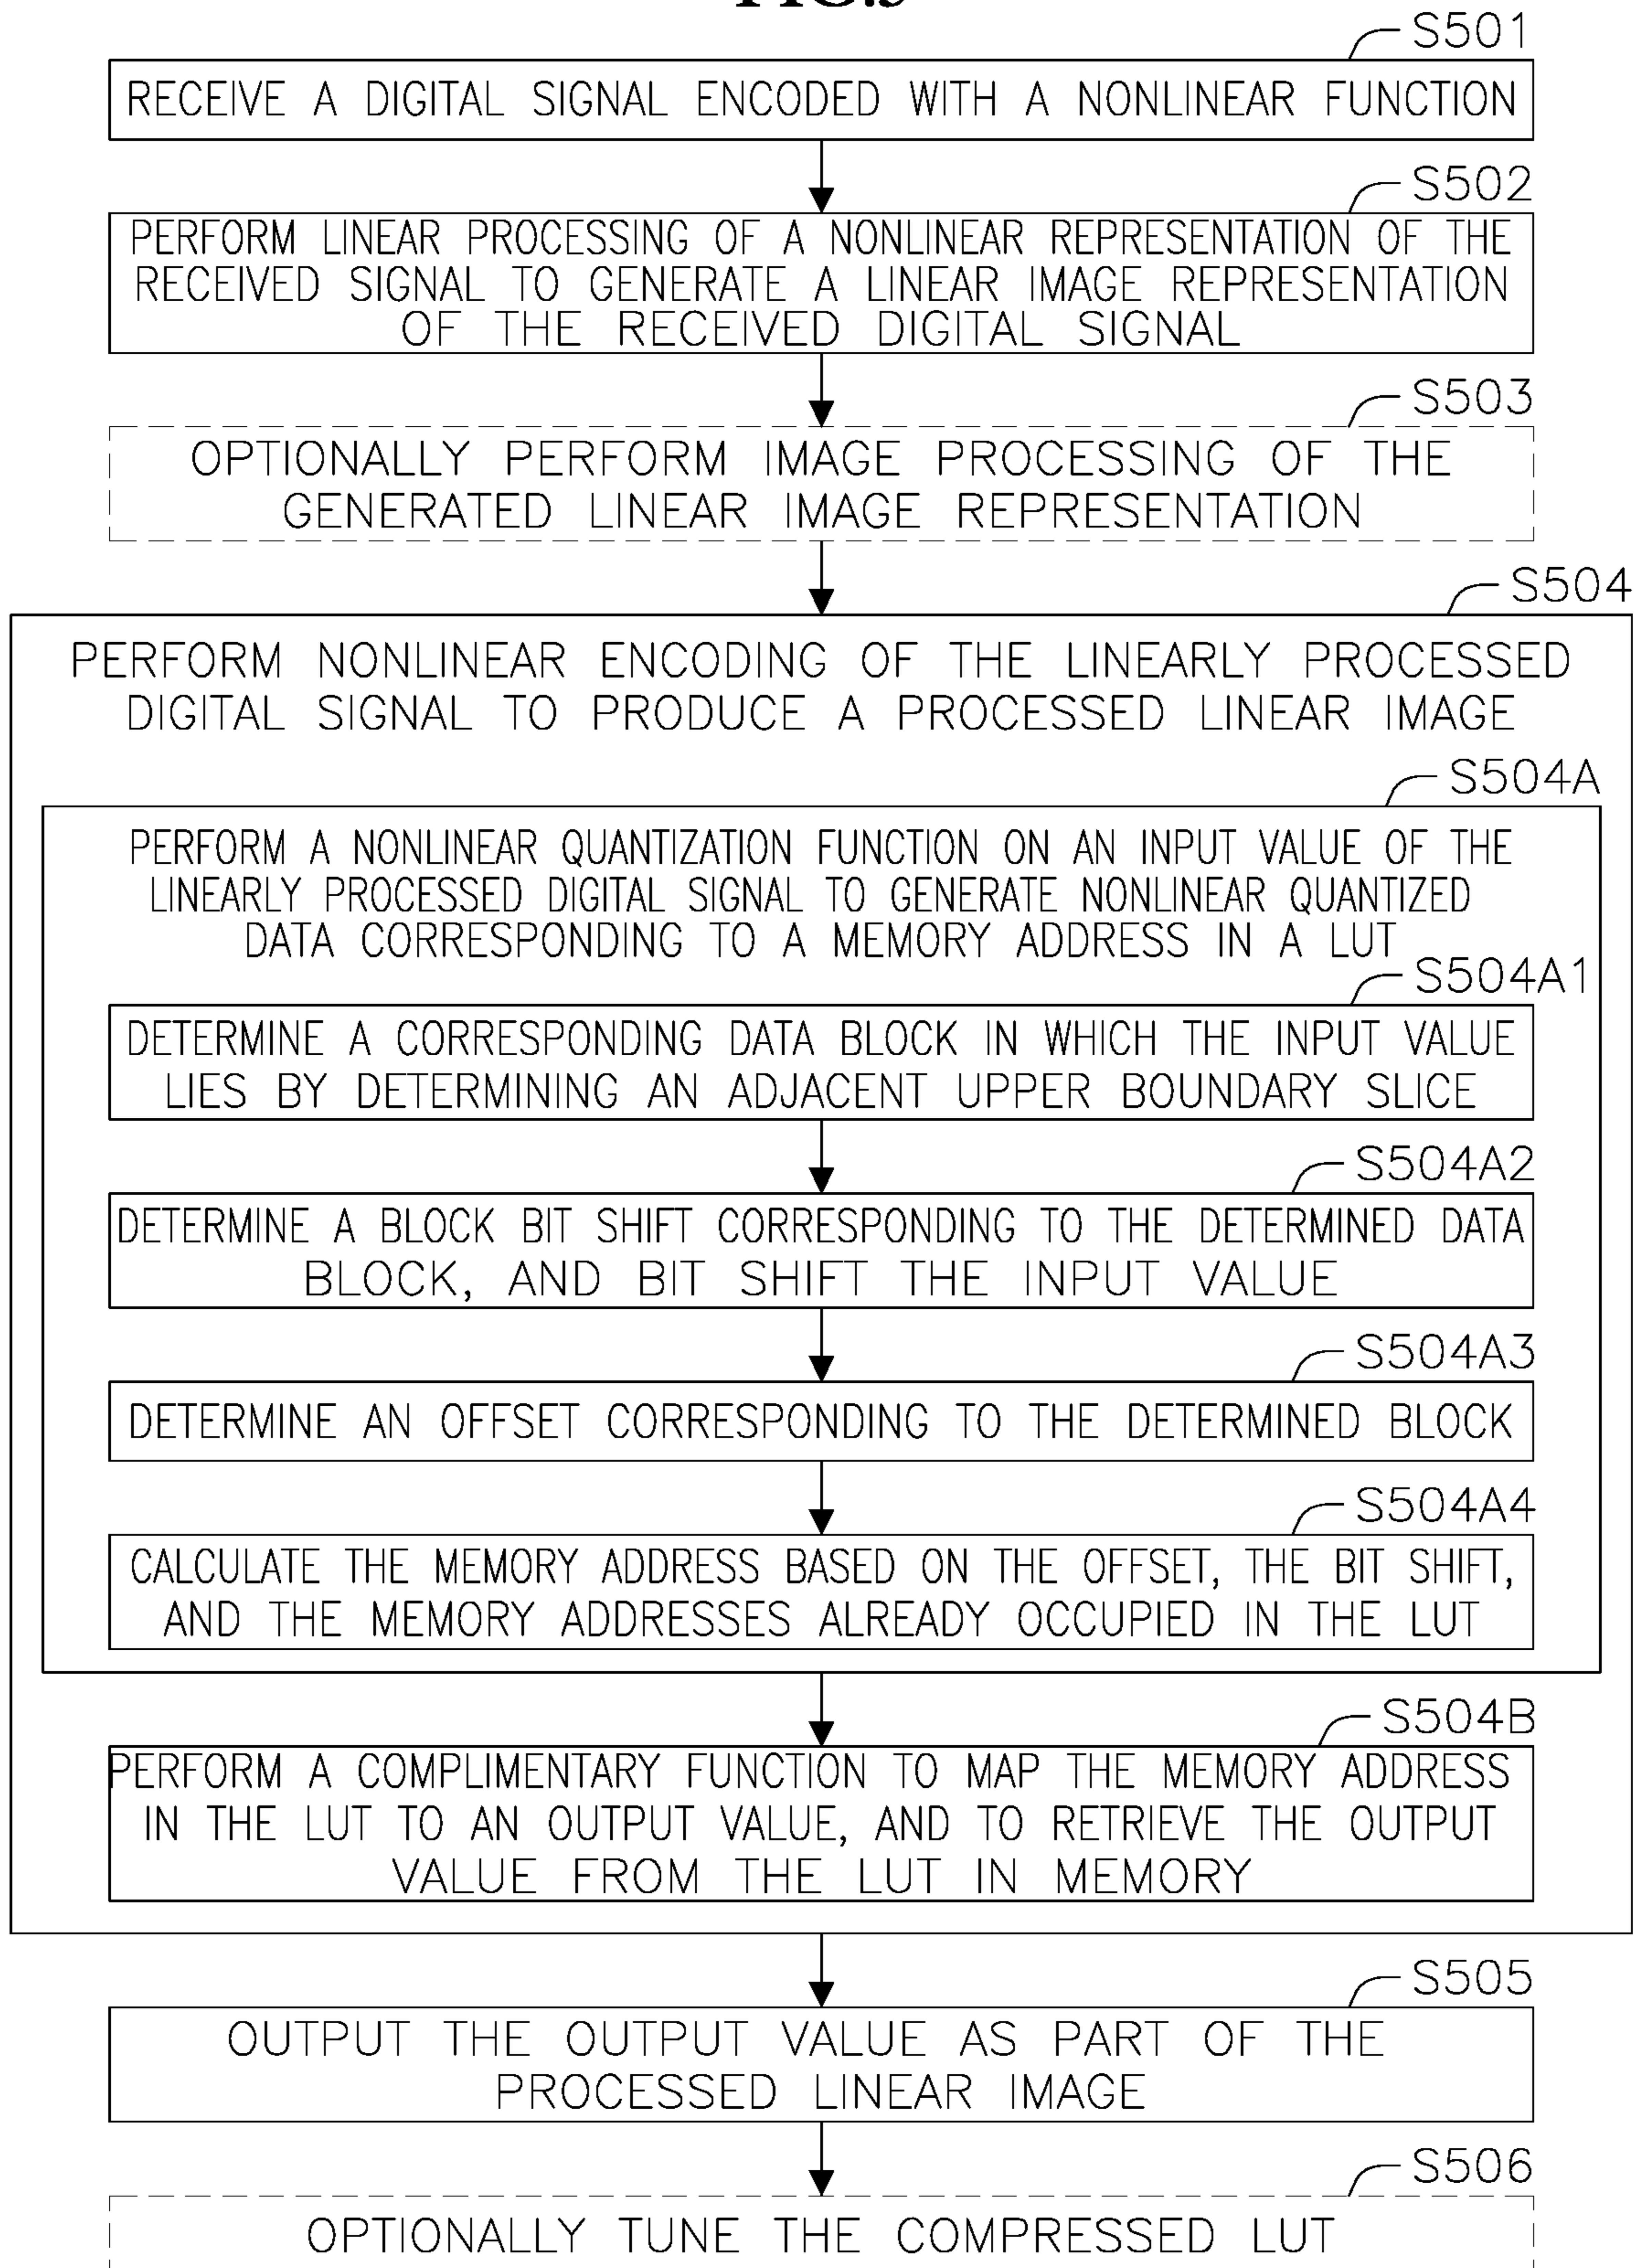 S501
RECEIVE A DIGITAL SIGNAL ENCODED WITH A NONLINEAR FUNCTION
S502
PERFORM LINEAR PROCESSING OF A NONLINEAR REPRESENTATION OF THE
RECEIVED SIGNAL TO GENERATE A LINEAR IMAGE REPRESENTATION
OF THE RECEIVED DIGITAL SIGNAL
S503
OPTIONALLY PERFORM IMAGE PROCESSING OF THE
GENERATED LINEAR IMAGE REPRESENTATION
S504
PERFORM NONLINEAR ENCODING OF THE LINEARLY PROCESSED
DIGITAL SIGNAL TO PRODUCE A PROCESSED LINEAR IMAGE
S504A
PERFORM A NONLINEAR QUANTIZATION FUNCTION ON AN INPUT VALUE OF THE
LINEARLY PROCESSED DIGITAL SIGNAL TO GENERATE NONLINEAR QUANTIZED
DATA CORRESPONDING TO A MEMORY ADDRESS IN A LUT
S504A1
DETERMINE A CORRESPONDING DATA BLOCK IN WHICH THE INPUT VALUE
LIES BY DETERMINING AN ADJACENT UPPER BOUNDARY SLICE
S504A2
DETERMINE A BLOCK BIT SHIFT CORRESPONDING TO THE DETERMINED DATA
BLOCK, AND BIT SHIFT THE INPUT VALUE
S504A3
DETERMINE AN OFFSET CORRESPONDING TO THE DETERMINED BLOCK
S504A4
CALCULATE THE MEMORY ADDRESS BASED ON THE OFFSET, THE BIT SHIFT,
AND THE MEMORY ADDRESSES ALREADY OCCUPIED IN THE LUT
S504B
PERFORM A COMPLIMENTARY FUNCTION TO MAP THE MEMORY ADDRESS
IN THE LUT TO AN OUTPUT VALUE, AND TO RETRIEVE THE OUTPUT
VALUE FROM THE LUT IN MEMORY
S505
OUTPUT THE OUTPUT VALUE AS PART OF THE
PROCESSED LINEAR IMAGE
S506
OPTIONALLY TUNE THE COMPRESSED LUT